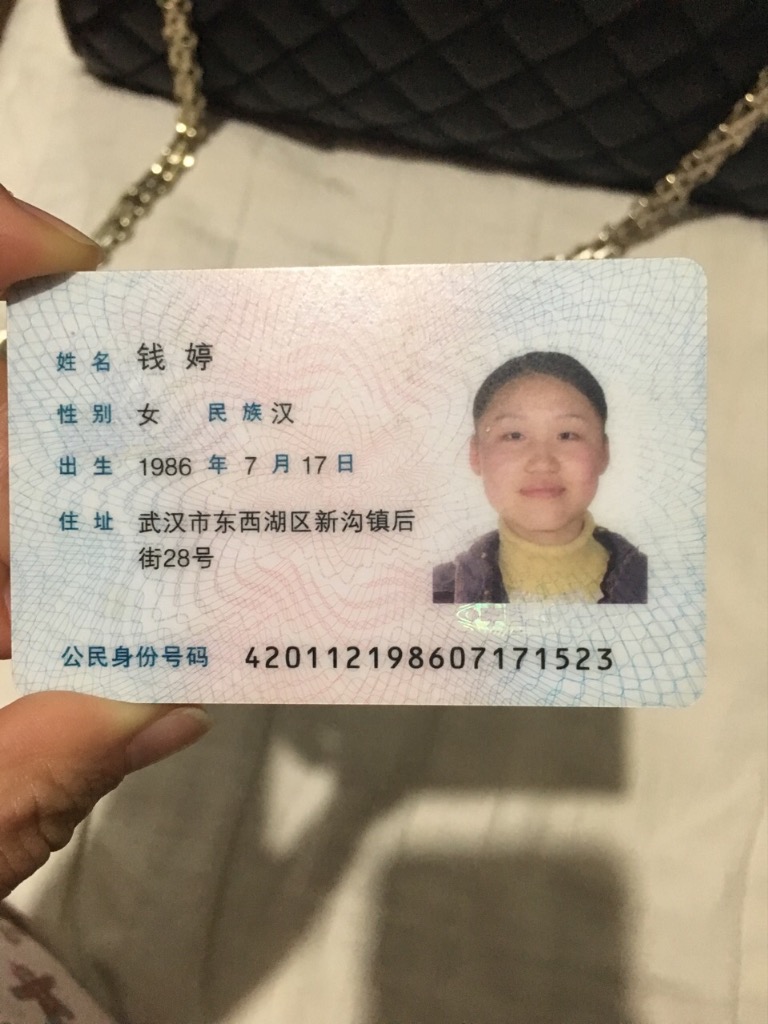 姓名 钱婷
性别 女 民族 汉
出生 1986 年 7 月 17 日
住址 武汉市东西湖区新沟镇后
街28号
公民身份号码 420112198607171523